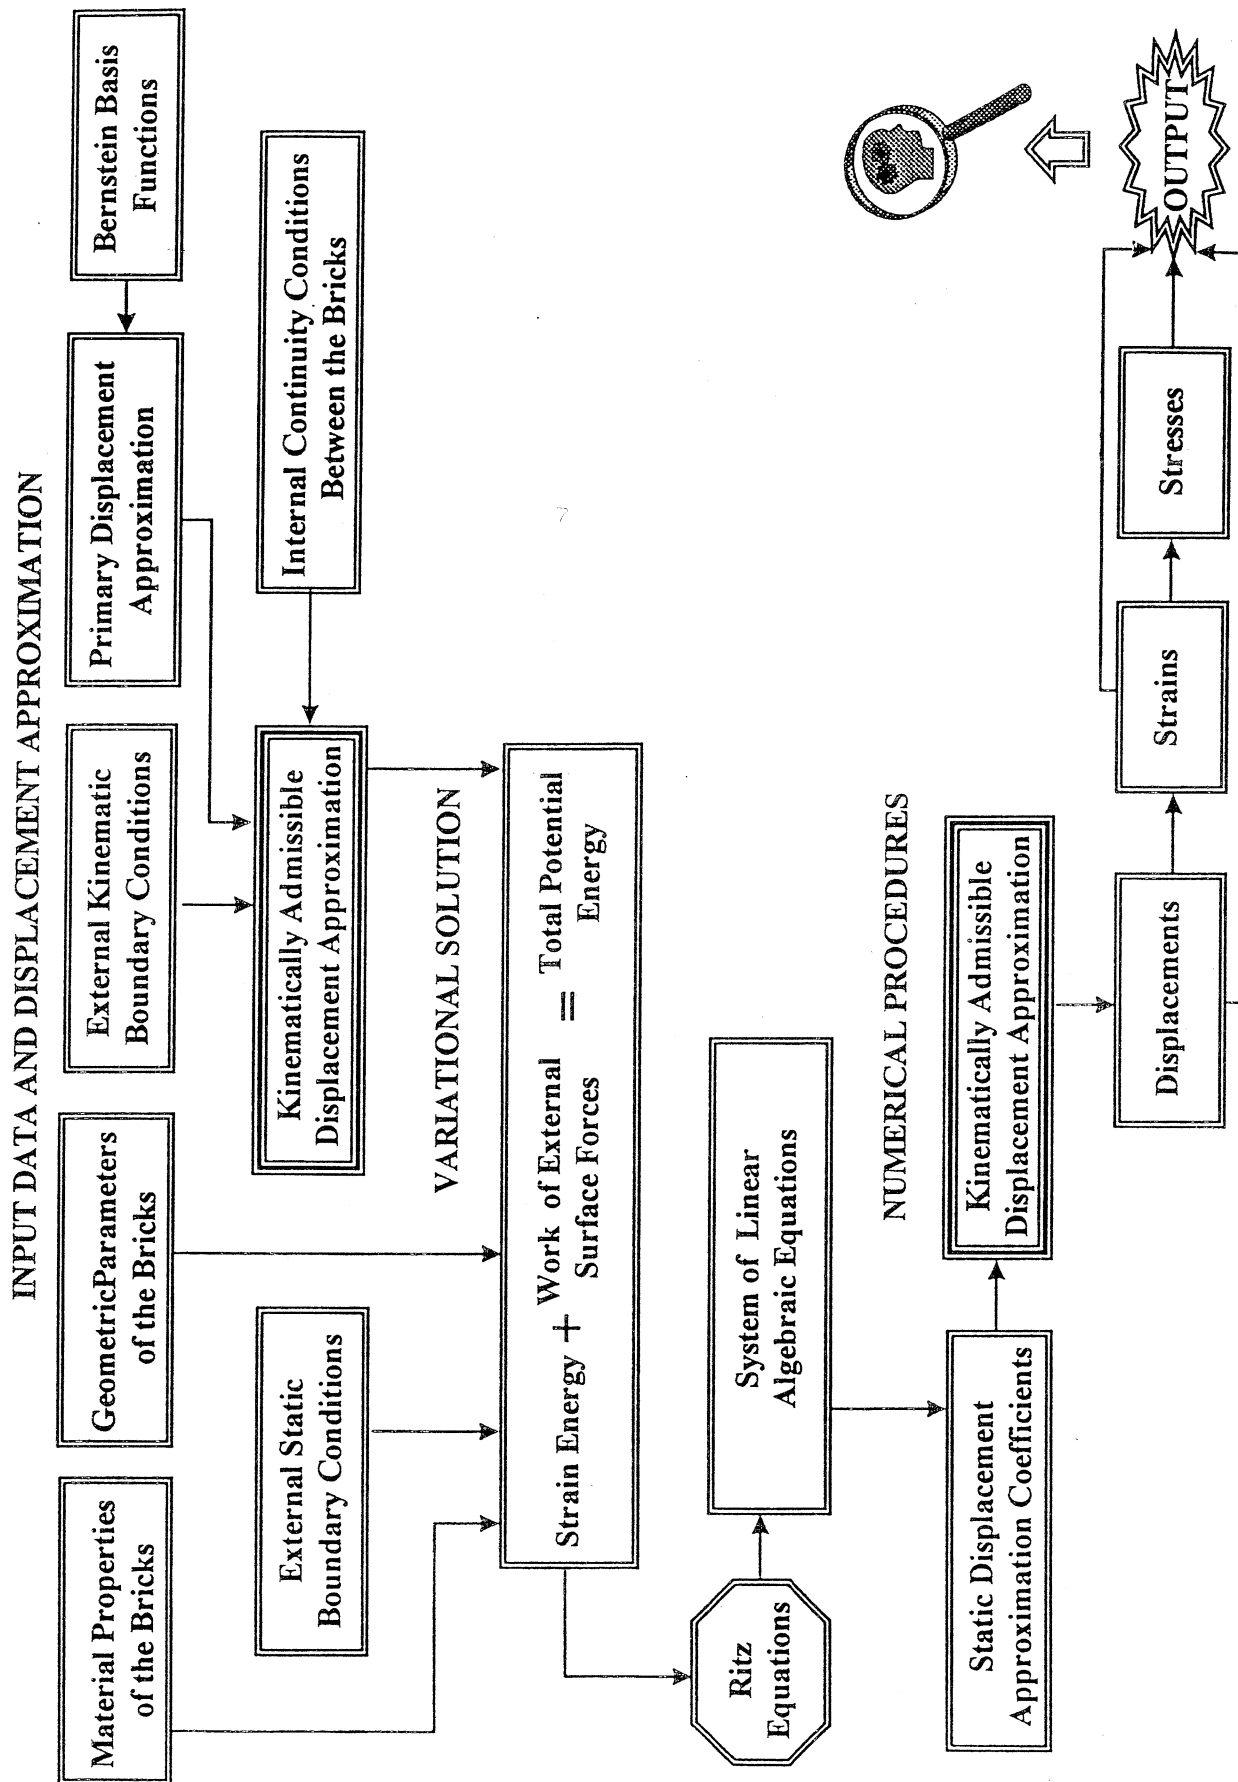 INPUT DATA AND DISPLACEMENT APPROXIMATION
Material Properties
of the Bricks
GeometricParameters
of the Bricks
External Kinematic
Boundary Conditions
Primary Displacement
Approximation
Bernstein Basis
Functions
External Static
Boundary Conditions
Kinematically Admissible
Displacement Approximation
Internal Continuity Conditions
Between the Bricks
VARIATIONAL SOLUTION
Strain Energy + Work of External = Total Potential
Surface Forces Energy
Ritz
Equations
System of Linear
Algebraic Equations
NUMERICAL PROCEDURES
Static Displacement
Approximation Coefficients
Kinematically Admissible
Displacement Approximation
Displacements
Strains
Stresses
OUTPUT